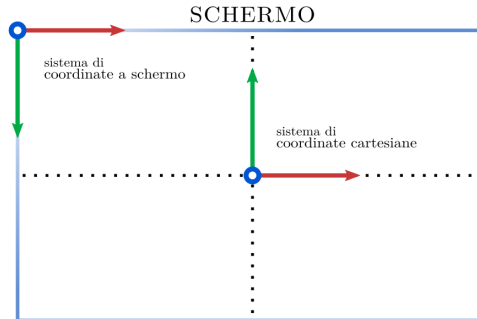 SCHERMO
sistema di
coordinate a schermo
sistema di
coordinate cartesiane